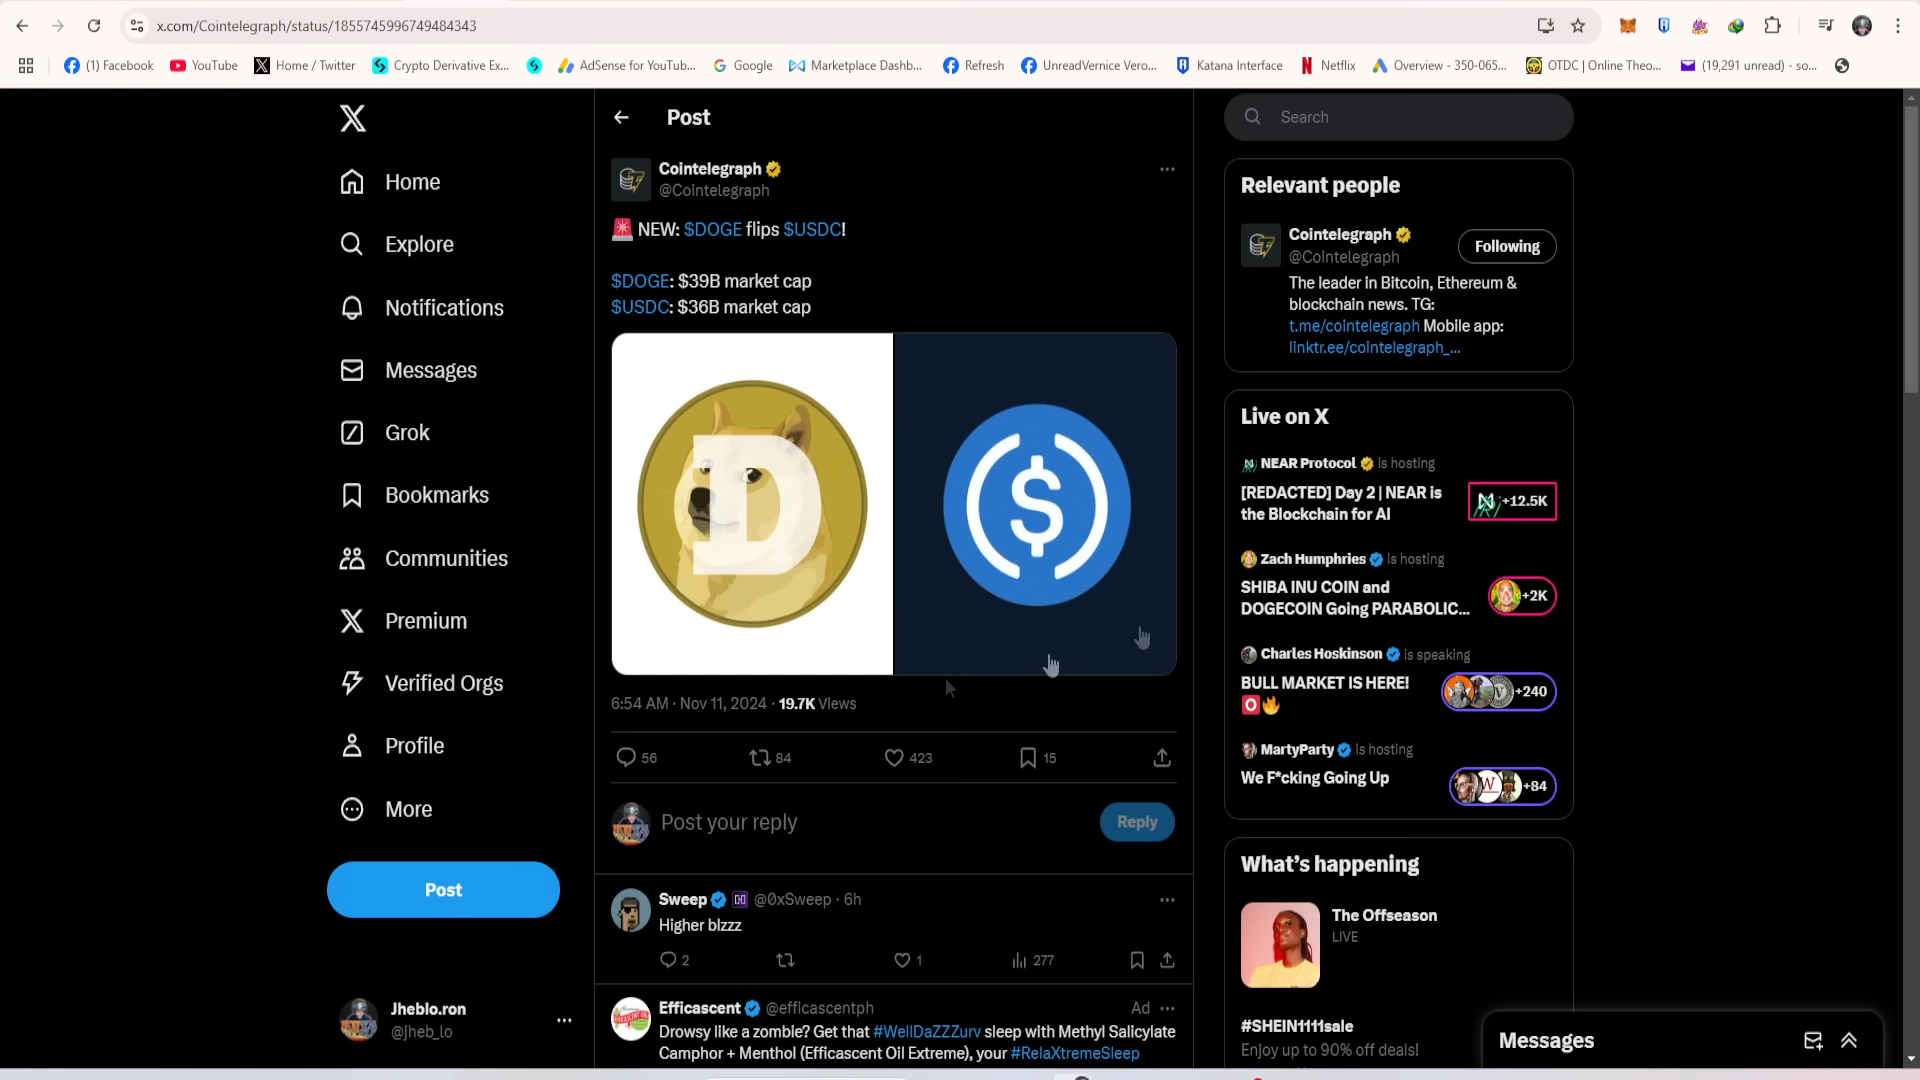 x.com/Cointelegraph/status/1855745996749484343
(1) Facebook
YouTube
Home / Twitter
Crypto Derivative Ex...
AdSense for YouTub...
Google
Marketplace Dashb...
Refresh
UnreadVernice Vero...
Katana Interface
Netflix
Overview - 350-065...
OTDC | Online Theo...
(19,291 unread) - so...
Home
Explore
Notifications
Messages
Grok
Bookmarks
Communities
Premium
Verified Orgs
Profile
More
Post
Jheblo.ron
@jheb_lo
Post
Cointelegraph
@Cointelegraph
🚨 NEW: $DOGE flips $USDC!
$DOGE: $39B market cap
$USDC: $36B market cap
D
$
6:54 AM · Nov 11, 2024 · 19.7K Views
56
84
423
15
Post your reply
Reply
Sweep @0xSweep · 6h
Higher blzzz
2
1
277
Efficascent @efficascentph
Ad
Drowsy like a zombie? Get that #WellDaZZZurv sleep with Methyl Salicylate
Camphor + Menthol (Efficascent Oil Extreme), your #RelaXtremeSleep
Search
Relevant people
Cointelegraph
@Cointelegraph
Following
The leader in Bitcoin, Ethereum &
blockchain news. TG:
t.me/cointelegraph Mobile app:
linktr.ee/cointelegraph_...
Live on X
NEAR Protocol is hosting
[REDACTED] Day 2 | NEAR is
the Blockchain for AI
+12.5K
Zach Humphries is hosting
SHIBA INU COIN and
DOGECOIN Going PARABOLIC...
+2K
Charles Hoskinson is speaking
BULL MARKET IS HERE!
⭕🔥
+240
MartyParty is hosting
We F*cking Going Up
+84
What's happening
The Offseason
LIVE
#SHEIN1111sale
Enjoy up to 90% off deals!
Messages